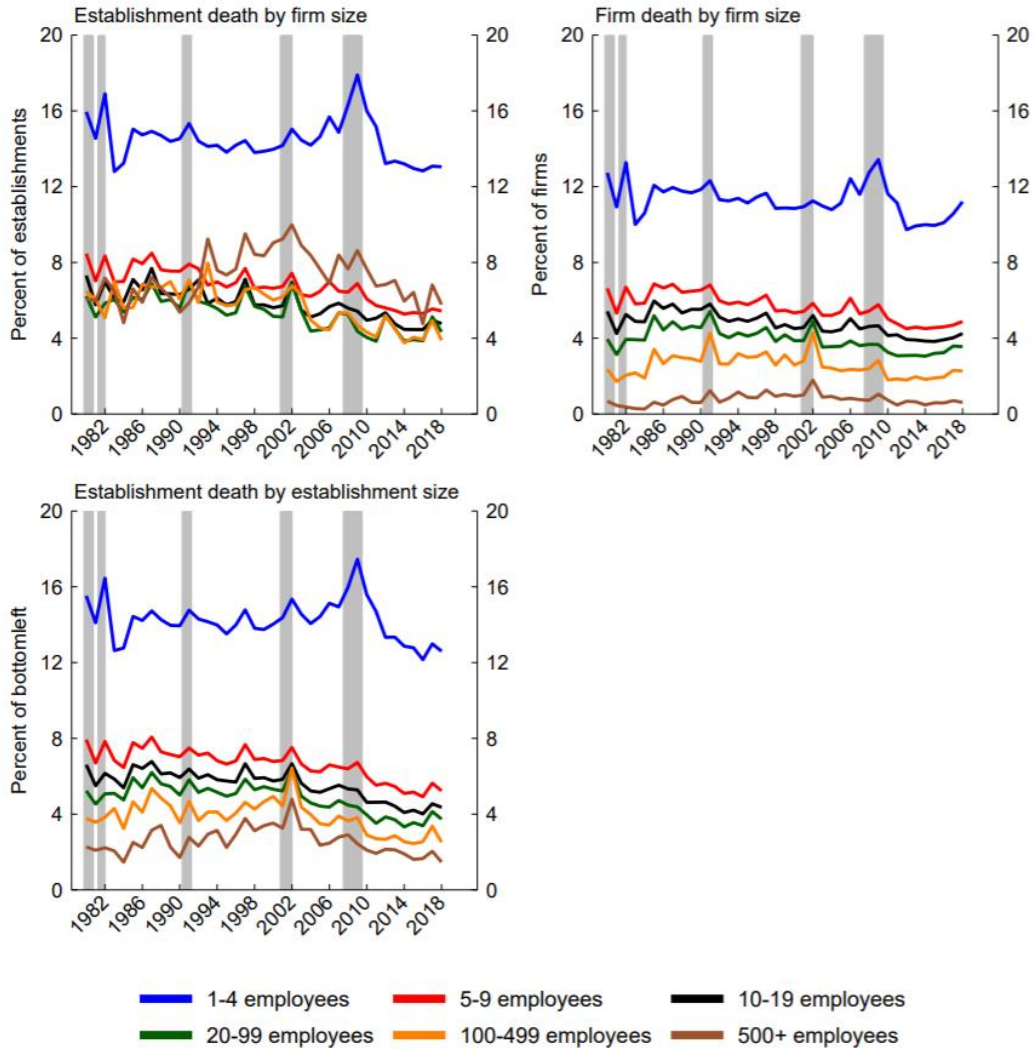 Establishment death by firm size
20 20
16 16
12 12
8 8
4 4
0 0
Percent of establishments
1982 1986 1990 1994 1998 2002 2006 2010 2014 2018
Firm death by firm size
20 20
16 16
12 12
8 8
4 4
0 0
Percent of firms
1982 1986 1990 1994 1998 2002 2006 2010 2014 2018
Establishment death by establishment size
20 20
16 16
12 12
8 8
4 4
0 0
Percent of bottomleft
1982 1986 1990 1994 1998 2002 2006 2010 2014 2018
1-4 employees 5-9 employees 10-19 employees
20-99 employees 100-499 employees 500+ employees